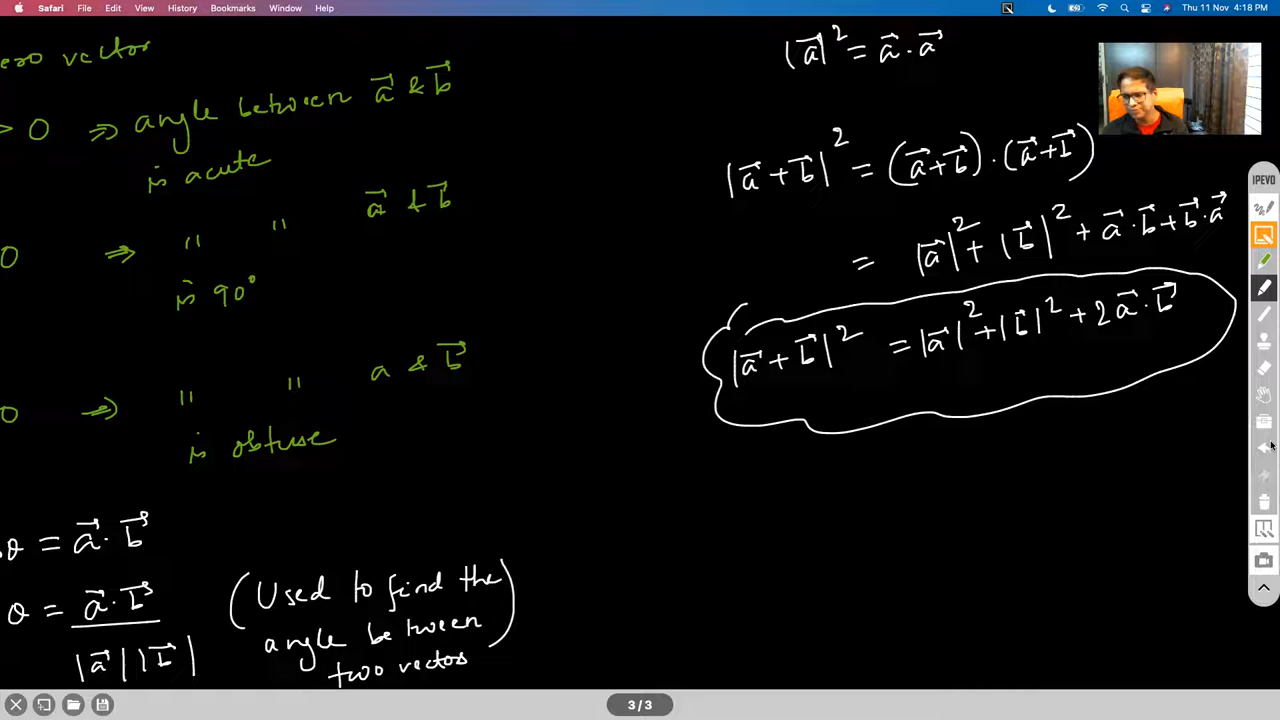 Safari File Edit View History Bookmarks Window Help Thu 11 Nov 4:18 PM
ero vector
> 0 ⇒ angle between a⃗ & b⃗
is acute
0 ⇒ " " a⃗ & b⃗
is 90°
0 ⇒ " " a & b⃗
is obtuse
θ = a⃗ · b⃗
θ = a⃗ · b⃗ / |a⃗| |b⃗|
(Used to find the
angle between
two vector)
|a⃗|² = a⃗ · a⃗
|a⃗ + b⃗|² = (a⃗ + b⃗) · (a⃗ + b⃗)
= |a⃗|² + |b⃗|² + a⃗ · b⃗ + b⃗ · a⃗
|a⃗ + b⃗|² = |a⃗|² + |b⃗|² + 2a⃗ · b⃗
IPEVO
3/3